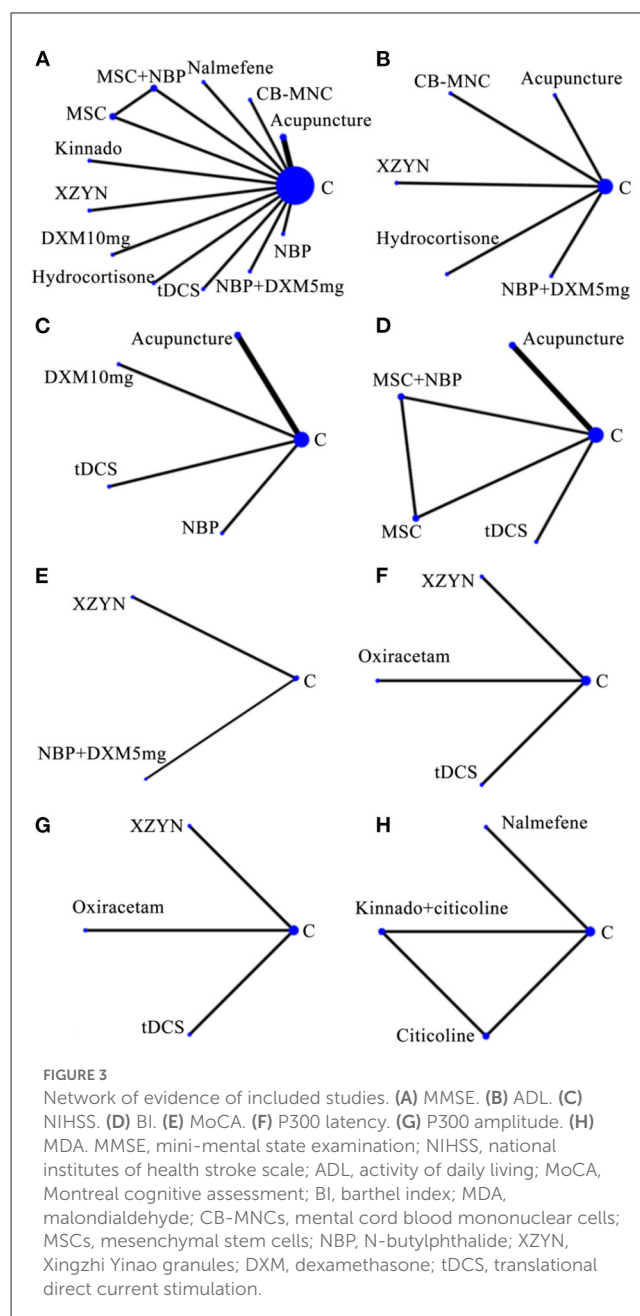 A
MSC+NBP
Nalmefene
CB-MNC
Acupuncture
MSC
Kinnado
C
XZYN
DXM10mg
NBP
Hydrocortisone
tDCS
NBP+DXM5mg
B
CB-MNC
Acupuncture
XZYN
C
Hydrocortisone
NBP+DXM5mg
C
Acupuncture
DXM10mg
C
tDCS
NBP
D
Acupuncture
MSC+NBP
C
MSC
tDCS
E
XZYN
C
NBP+DXM5mg
F
XZYN
Oxiracetam
C
tDCS
G
XZYN
Oxiracetam
C
tDCS
H
Nalmefene
Kinnado+citicoline
C
Citicoline
FIGURE 3
Network of evidence of included studies. (A) MMSE. (B) ADL. (C)
NIHSS. (D) BI. (E) MoCA. (F) P300 latency. (G) P300 amplitude. (H)
MDA. MMSE, mini-mental state examination; NIHSS, national
institutes of health stroke scale; ADL, activity of daily living; MoCA,
Montreal cognitive assessment; BI, barthel index; MDA,
malondialdehyde; CB-MNCs, mental cord blood mononuclear cells;
MSCs, mesenchymal stem cells; NBP, N-butylphthalide; XZYN,
Xingzhi Yinao granules; DXM, dexamethasone; tDCS, translational
direct current stimulation.